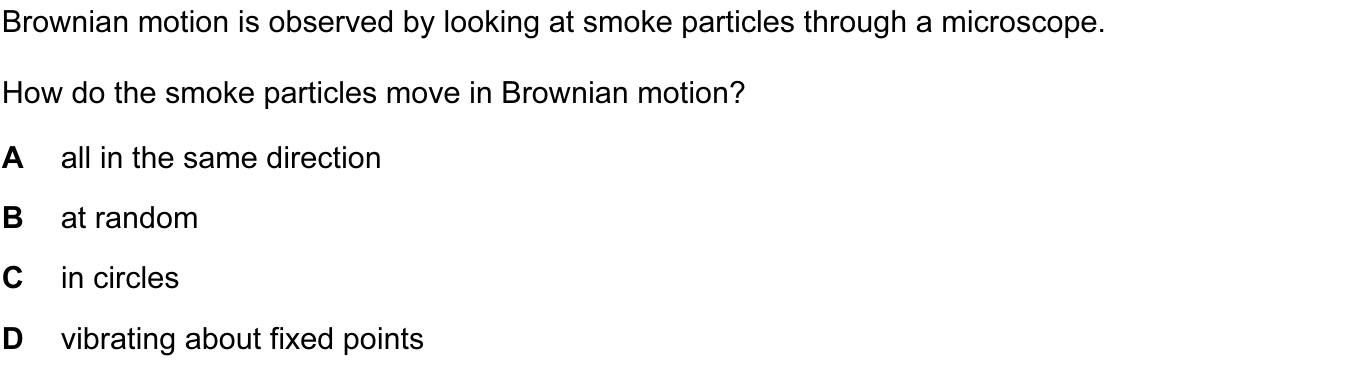 Brownian motion is observed by looking at smoke particles through a microscope.
How do the smoke particles move in Brownian motion?
A all in the same direction
B at random
C in circles
D vibrating about fixed points